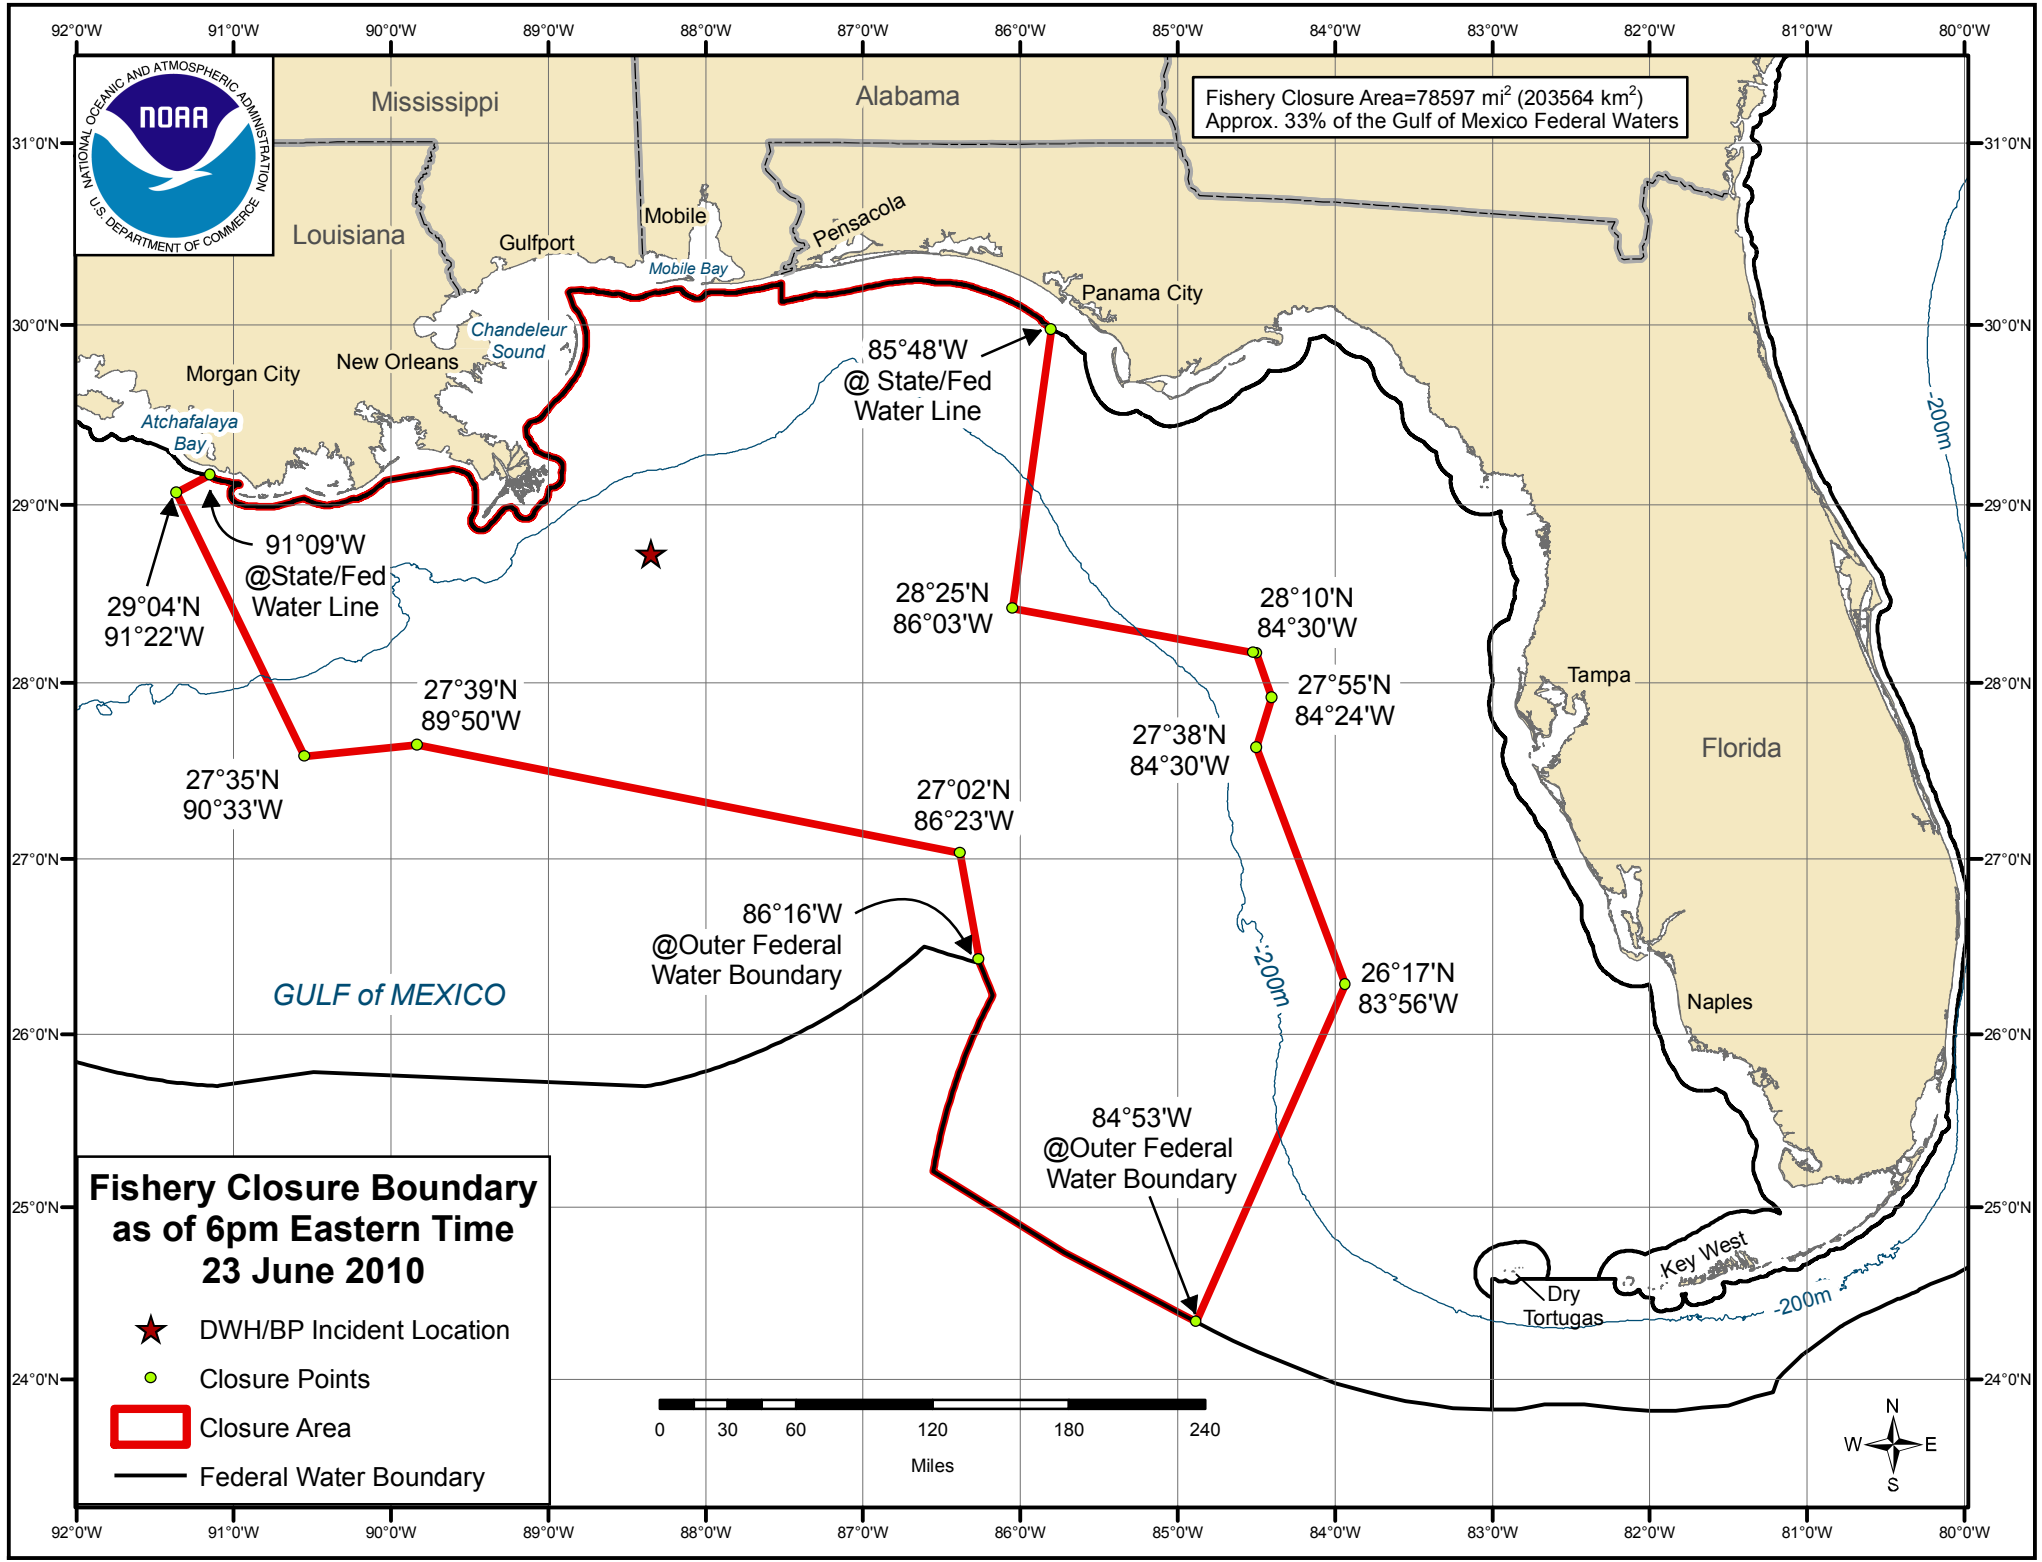 92°0'W 91°0'W 90°0'W 89°0'W 88°0'W 87°0'W 86°0'W 85°0'W 84°0'W 83°0'W 82°0'W 81°0'W 80°0'W
NATIONAL OCEANIC AND ATMOSPHERIC ADMINISTRATION
NOAA
U.S. DEPARTMENT OF COMMERCE
Mississippi
Alabama
Fishery Closure Area=78597 mi² (203564 km²)
Approx. 33% of the Gulf of Mexico Federal Waters
31°0'N
31°0'N
Louisiana
Gulfport
Mobile
Pensacola
Mobile Bay
Panama City
30°0'N
30°0'N
Chandeleur
Sound
New Orleans
Morgan City
Atchafalaya
Bay
85°48'W
@ State/Fed
Water Line
-200m
29°0'N
29°0'N
91°09'W
@State/Fed
Water Line
29°04'N
91°22'W
28°25'N
86°03'W
28°10'N
84°30'W
28°0'N
28°0'N
27°55'N
84°24'W
27°38'N
84°30'W
Tampa
Florida
27°39'N
89°50'W
27°35'N
90°33'W
27°02'N
86°23'W
27°0'N
27°0'N
86°16'W
@Outer Federal
Water Boundary
-200m
26°17'N
83°56'W
Naples
GULF of MEXICO
26°0'N
26°0'N
84°53'W
@Outer Federal
Water Boundary
25°0'N
25°0'N
Key West
Dry
Tortugas
-200m
24°0'N
24°0'N
Fishery Closure Boundary
as of 6pm Eastern Time
23 June 2010
DWH/BP Incident Location
Closure Points
Closure Area
Federal Water Boundary
0 30 60 120 180 240
Miles
N
W E
S
92°0'W 91°0'W 90°0'W 89°0'W 88°0'W 87°0'W 86°0'W 85°0'W 84°0'W 83°0'W 82°0'W 81°0'W 80°0'W